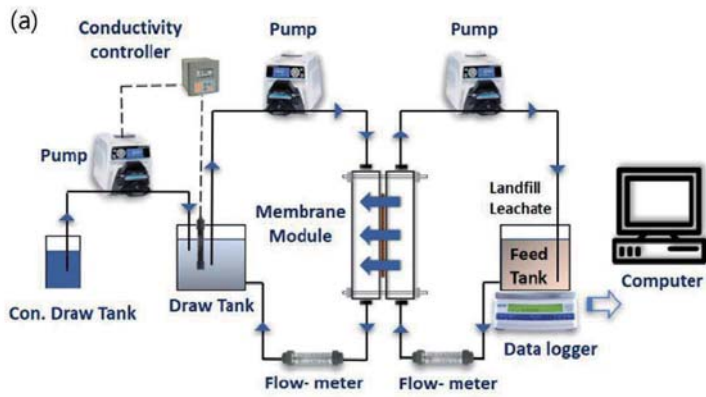 (a)
Conductivity
controller
Pump
Pump
Pump
Membrane
Module
Landfill
Leachate
Feed
Tank
Computer
Con. Draw Tank
Draw Tank
Data logger
Flow- meter
Flow- meter